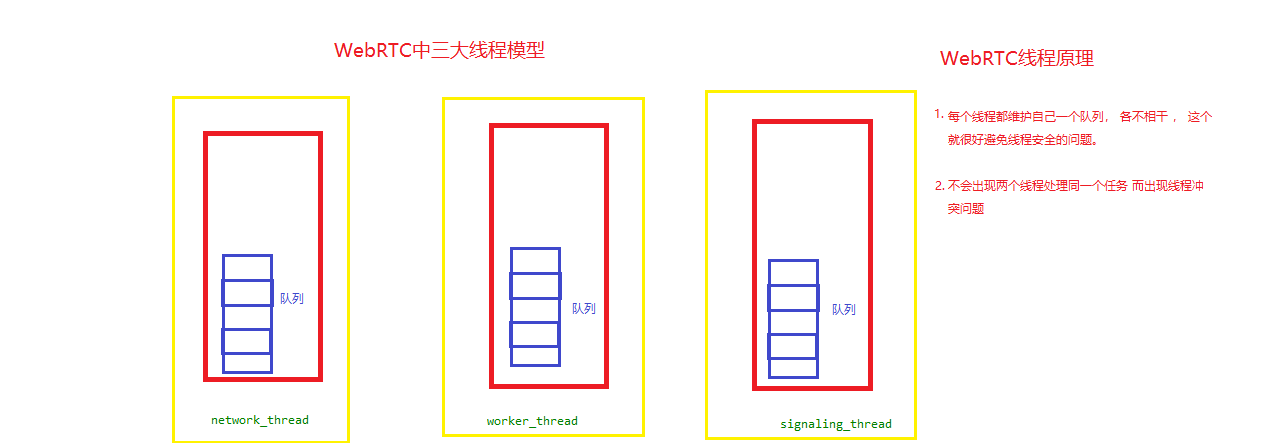 WebRTC中三大线程模型
WebRTC线程原理
1. 每个线程都维护自己一个队列， 各不相干 ， 这个
就很好避免线程安全的问题。
2. 不会出现两个线程处理同一个任务 而出现线程冲
突问题
队列
队列
队列
network_thread
worker_thread
signaling_thread